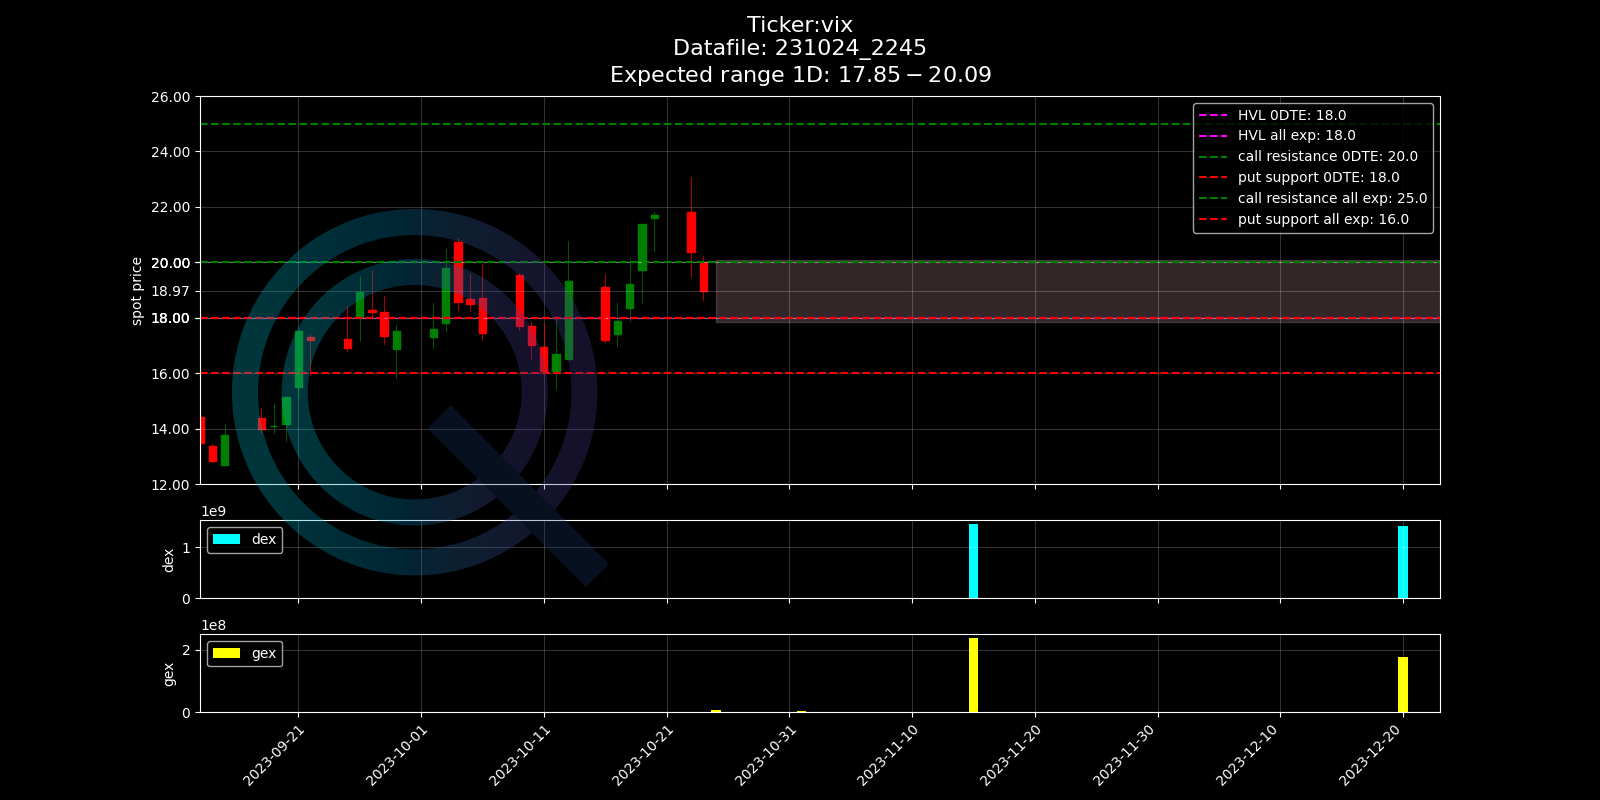 Ticker:vix
Datafile: 231024_2245
Expected range 1D: 17.85 − 20.09
26.00
24.00
22.00
20.00
18.97
18.00
16.00
14.00
12.00
spot price
HVL 0DTE: 18.0
HVL all exp: 18.0
call resistance 0DTE: 20.0
put support 0DTE: 18.0
call resistance all exp: 25.0
put support all exp: 16.0
1e9
1
0
dex
dex
1e8
2
0
gex
gex
2023-09-21
2023-10-01
2023-10-11
2023-10-21
2023-10-31
2023-11-10
2023-11-20
2023-11-30
2023-12-10
2023-12-20